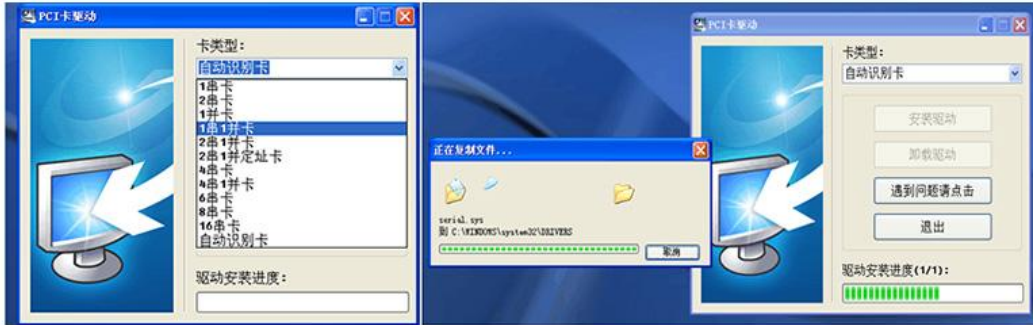 PCI卡驱动
卡类型:
自动识别卡
1串卡
2串卡
1并卡
1串1并卡
2串1并卡
2串1并定址卡
4串卡
4串1并卡
6串卡
8串卡
16串卡
自动识别卡
驱动安装进度:
正在复制文件...
serial.sys
到 C:\WINDOWS\system32\DRIVERS
取消
PCI卡驱动
卡类型:
自动识别卡
安装驱动
卸载驱动
遇到问题请点击
退出
驱动安装进度(1/1):